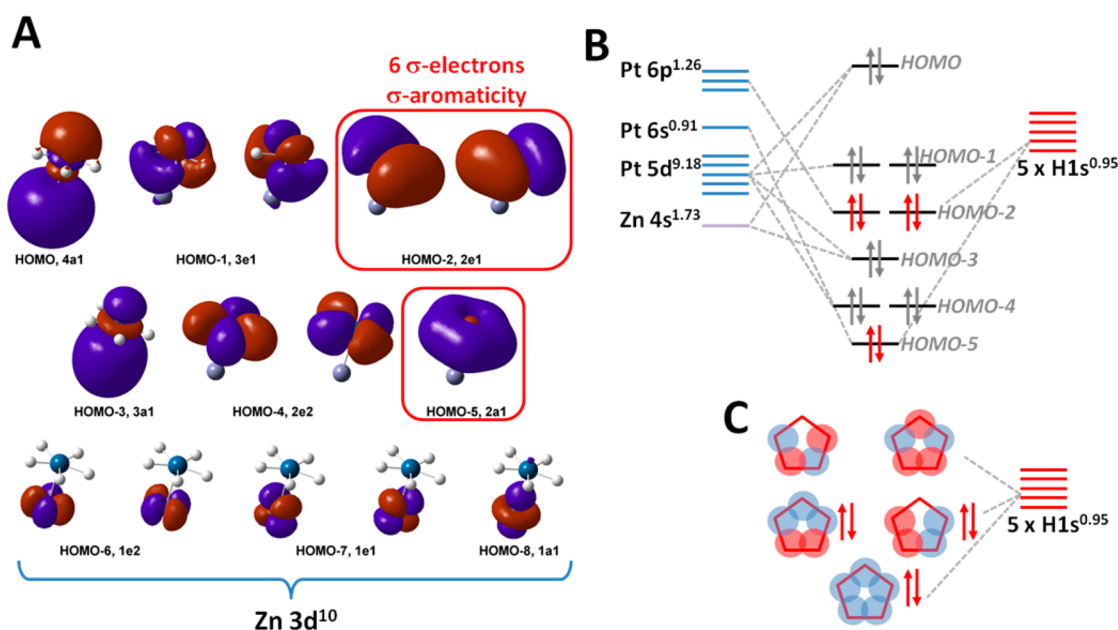 A
6 σ-electrons
σ-aromaticity
HOMO, 4a1
HOMO-1, 3e1
HOMO-2, 2e1
HOMO-3, 3a1
HOMO-4, 2e2
HOMO-5, 2a1
HOMO-6, 1e2
HOMO-7, 1e1
HOMO-8, 1a1
Zn 3d10
B
Pt 6p1.26
Pt 6s0.91
Pt 5d9.18
Zn 4s1.73
HOMO
HOMO-1
HOMO-2
HOMO-3
HOMO-4
HOMO-5
5 x H1s0.95
C
5 x H1s0.95